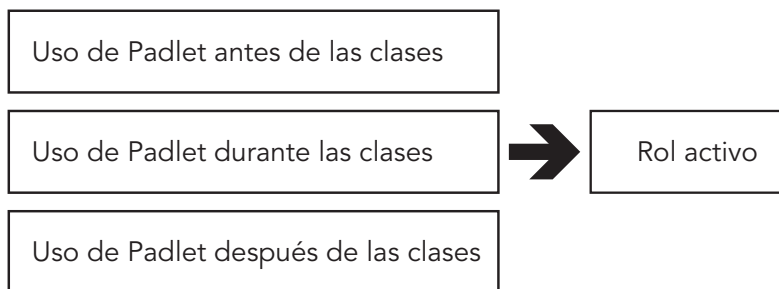 Uso de Padlet antes de las clases
Uso de Padlet durante las clases
Rol activo
Uso de Padlet después de las clases